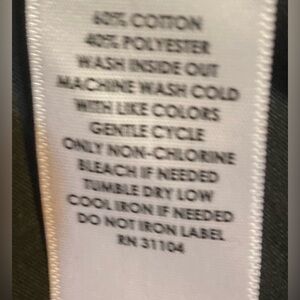 60% COTTON
40% POLYESTER
WASH INSIDE OUT
MACHINE WASH COLD
WITH LIKE COLORS
GENTLE CYCLE
ONLY NON-CHLORINE
BLEACH IF NEEDED
TUMBLE DRY LOW
COOL IRON IF NEEDED
DO NOT IRON LABEL
RN 31104